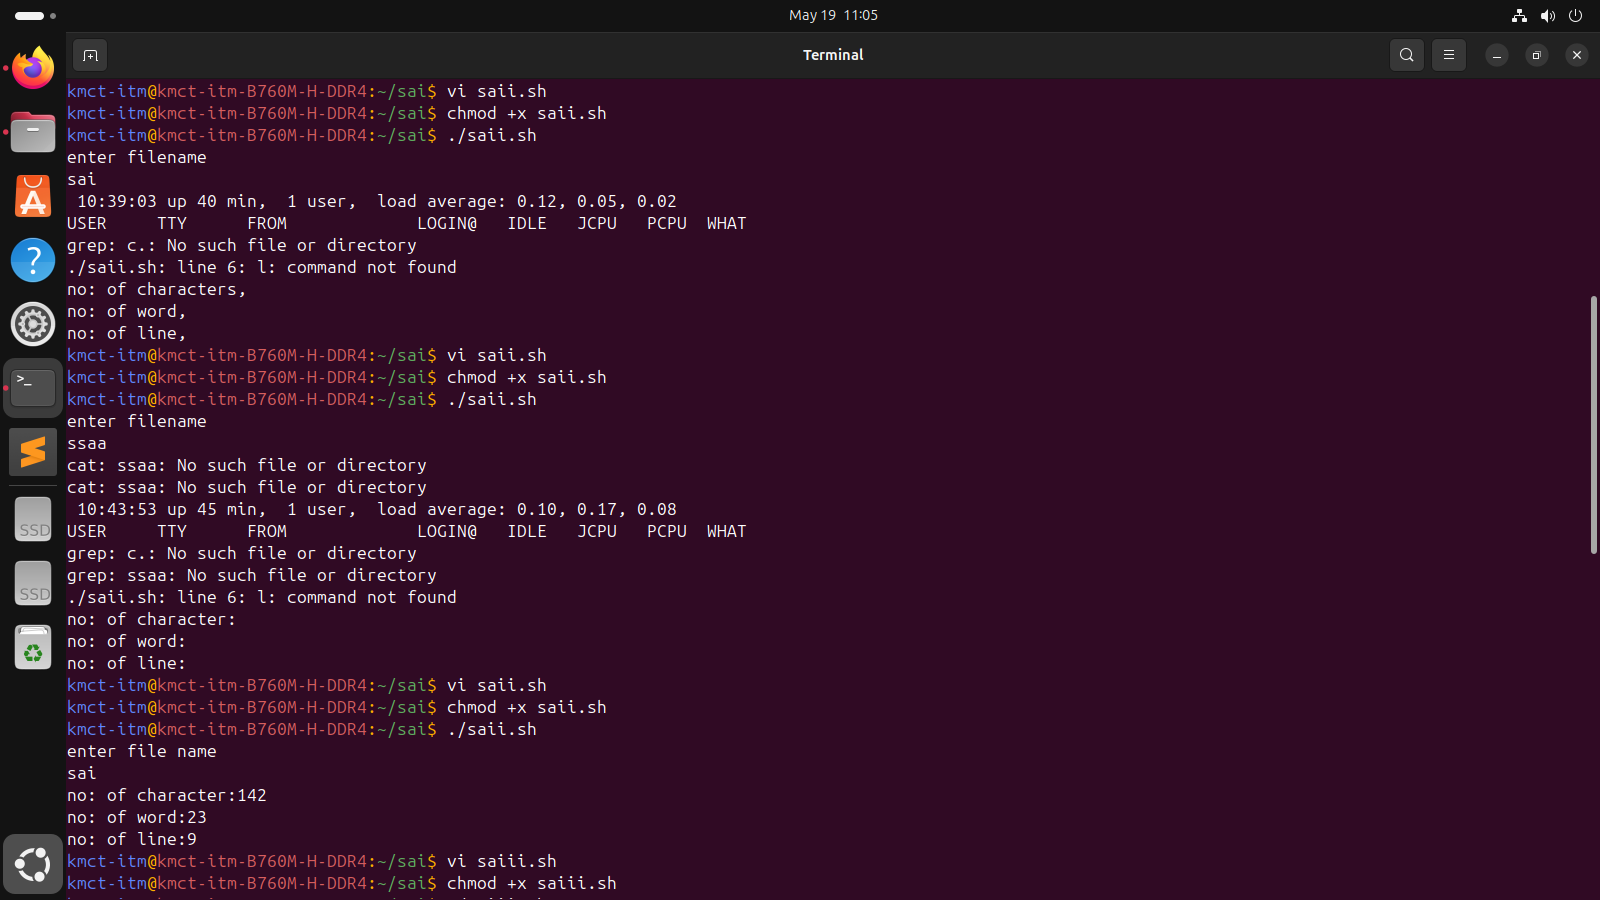 May 19 11:05
Terminal
kmct-itm@kmct-itm-B760M-H-DDR4:~/sai$ vi saii.sh
kmct-itm@kmct-itm-B760M-H-DDR4:~/sai$ chmod +x saii.sh
kmct-itm@kmct-itm-B760M-H-DDR4:~/sai$ ./saii.sh
enter filename
sai
 10:39:03 up 40 min,  1 user,  load average: 0.12, 0.05, 0.02
USER     TTY      FROM             LOGIN@   IDLE   JCPU   PCPU  WHAT
grep: c.: No such file or directory
./saii.sh: line 6: l: command not found
no: of characters,
no: of word,
no: of line,
kmct-itm@kmct-itm-B760M-H-DDR4:~/sai$ vi saii.sh
kmct-itm@kmct-itm-B760M-H-DDR4:~/sai$ chmod +x saii.sh
kmct-itm@kmct-itm-B760M-H-DDR4:~/sai$ ./saii.sh
enter filename
ssaa
cat: ssaa: No such file or directory
cat: ssaa: No such file or directory
 10:43:53 up 45 min,  1 user,  load average: 0.10, 0.17, 0.08
USER     TTY      FROM             LOGIN@   IDLE   JCPU   PCPU  WHAT
grep: c.: No such file or directory
grep: ssaa: No such file or directory
./saii.sh: line 6: l: command not found
no: of character:
no: of word:
no: of line:
kmct-itm@kmct-itm-B760M-H-DDR4:~/sai$ vi saii.sh
kmct-itm@kmct-itm-B760M-H-DDR4:~/sai$ chmod +x saii.sh
kmct-itm@kmct-itm-B760M-H-DDR4:~/sai$ ./saii.sh
enter file name
sai
no: of character:142
no: of word:23
no: of line:9
kmct-itm@kmct-itm-B760M-H-DDR4:~/sai$ vi saiii.sh
kmct-itm@kmct-itm-B760M-H-DDR4:~/sai$ chmod +x saiii.sh
SSD
SSD